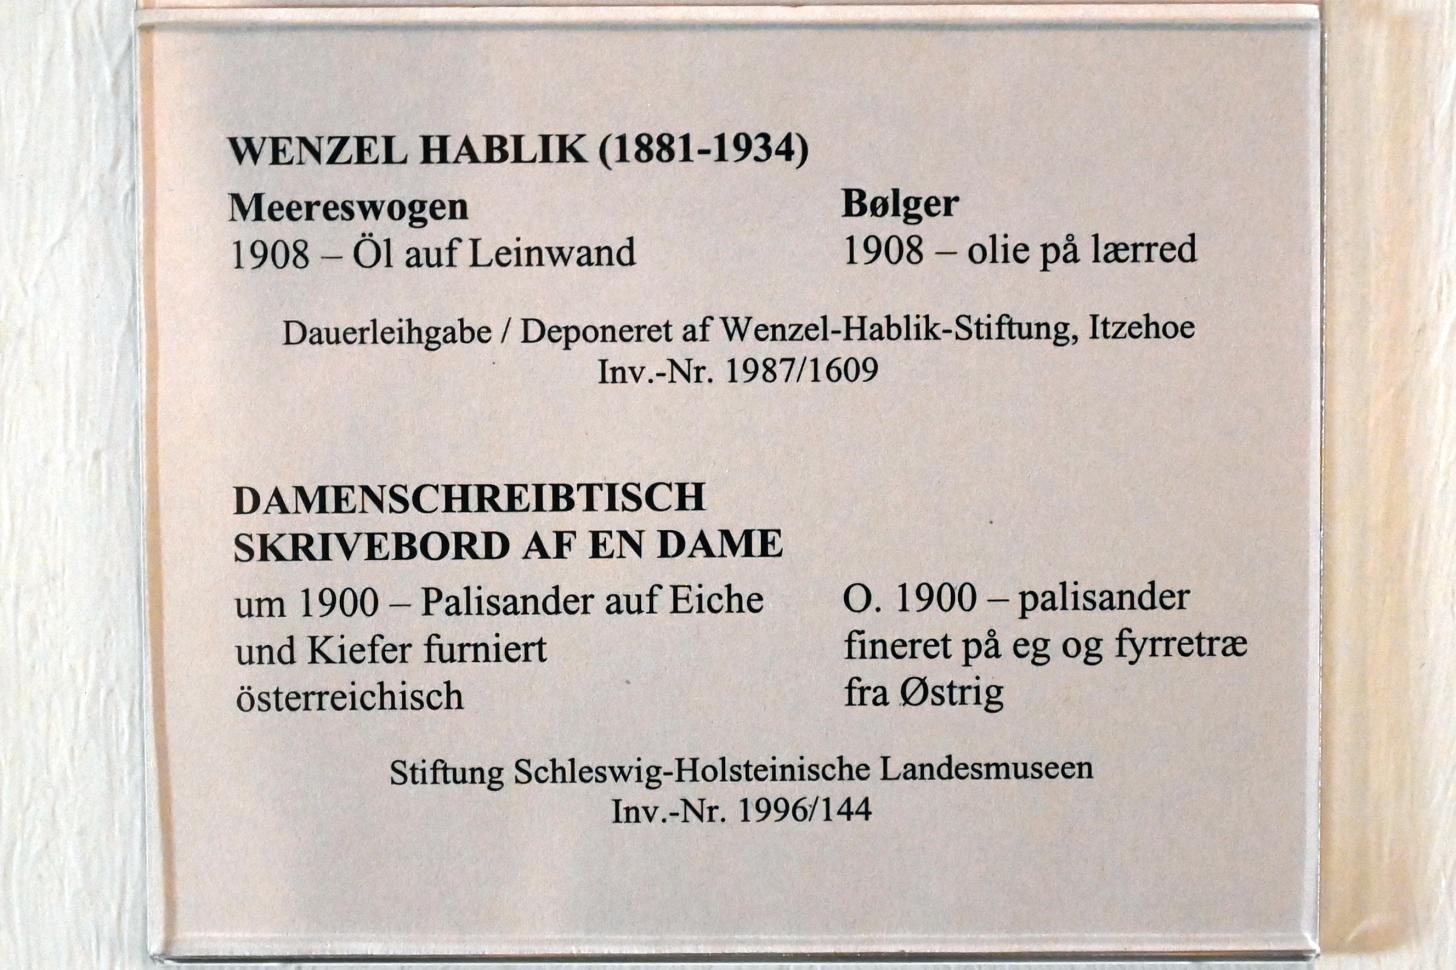 WENZEL HABLIK (1881-1934)
Meereswogen
1908 – Öl auf Leinwand
Bølger
1908 – olie på lærred
Dauerleihgabe / Deponeret af Wenzel-Hablik-Stiftung, Itzehoe
Inv.-Nr. 1987/1609
DAMENSCHREIBTISCH
SKRIVEBORD AF EN DAME
um 1900 – Palisander auf Eiche
und Kiefer furniert
österreichisch
O. 1900 – palisander
fineret på eg og fyrretræ
fra Østrig
Stiftung Schleswig-Holsteinische Landesmuseen
Inv.-Nr. 1996/144